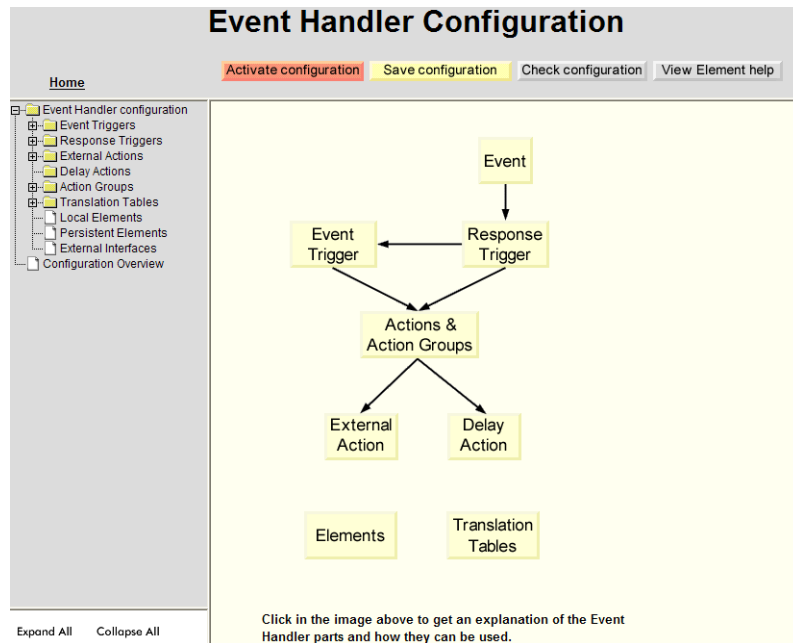 Event Handler Configuration
Home
Activate configuration
Save configuration
Check configuration
View Element help
Event Handler configuration
Event Triggers
Response Triggers
External Actions
Delay Actions
Action Groups
Translation Tables
Local Elements
Persistent Elements
External Interfaces
Configuration Overview
Event
Event
Trigger
Response
Trigger
Actions &
Action Groups
External
Action
Delay
Action
Elements
Translation
Tables
Click in the image above to get an explanation of the Event
Handler parts and how they can be used.
Expand All
Collapse All